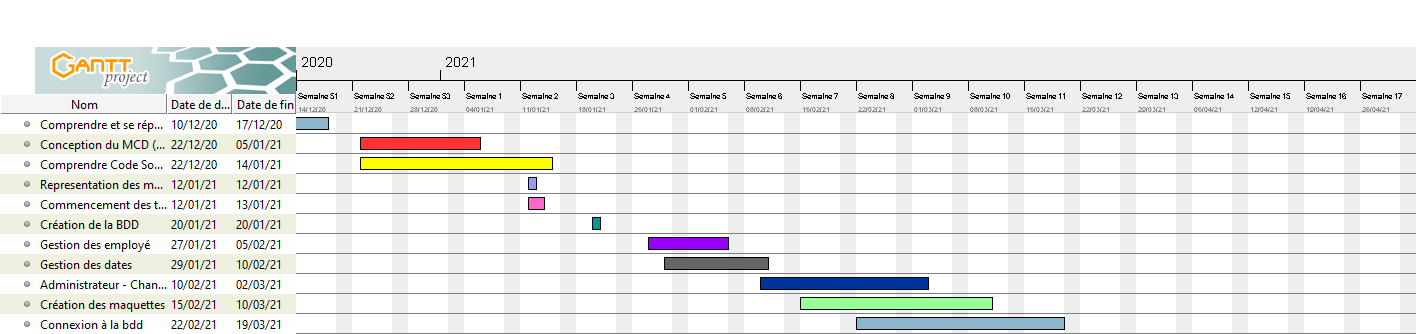 GANTT
project
2020 2021
Semaine 51 Semaine 52 Semaine 53 Semaine 1 Semaine 2 Semaine 3 Semaine 4 Semaine 5 Semaine 6 Semaine 7 Semaine 8 Semaine 9 Semaine 10 Semaine 11 Semaine 12 Semaine 13 Semaine 14 Semaine 15 Semaine 16 Semaine 17
14/12/20 21/12/20 28/12/20 04/01/21 11/01/21 18/01/21 25/01/21 01/02/21 08/02/21 15/02/21 22/02/21 01/03/21 08/03/21 15/03/21 22/03/21 29/03/21 05/04/21 12/04/21 19/04/21 26/04/21
Nom Date de d... Date de fin
Comprendre et se rép... 10/12/20 17/12/20
Conception du MCD (... 22/12/20 05/01/21
Comprendre Code So... 22/12/20 14/01/21
Representation des m... 12/01/21 12/01/21
Commencement des t... 12/01/21 13/01/21
Création de la BDD 20/01/21 20/01/21
Gestion des employé 27/01/21 05/02/21
Gestion des dates 29/01/21 10/02/21
Administrateur - Chan... 10/02/21 02/03/21
Création des maquettes 15/02/21 10/03/21
Connexion à la bdd 22/02/21 19/03/21